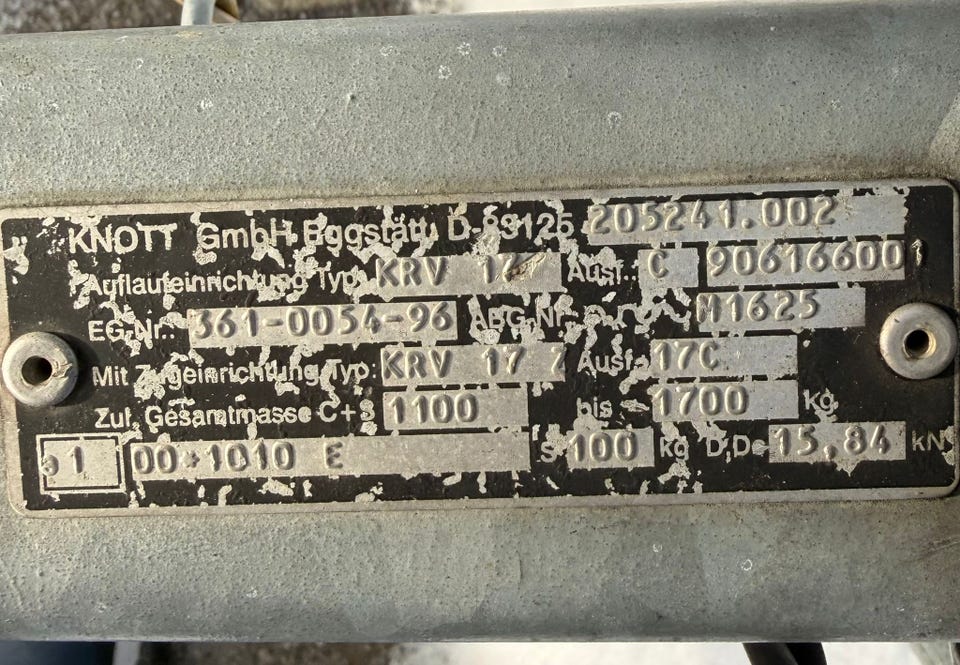 KNOTT GmbH Eggstätt D-83125 205241.002
Auflaufeinrichtung Typ: KRV 17 Ausf.: C 906166001
EG-Nr.: 361-0054-96 ABG-Nr. M1625
Mit Zugeinrichtung Typ: KRV 17 Z Ausf. 17C
Zul. Gesamtmasse C+S 1100 bis 1700 kg
e1 00*1010 E S 100 kg D,Dc 15,84 kN